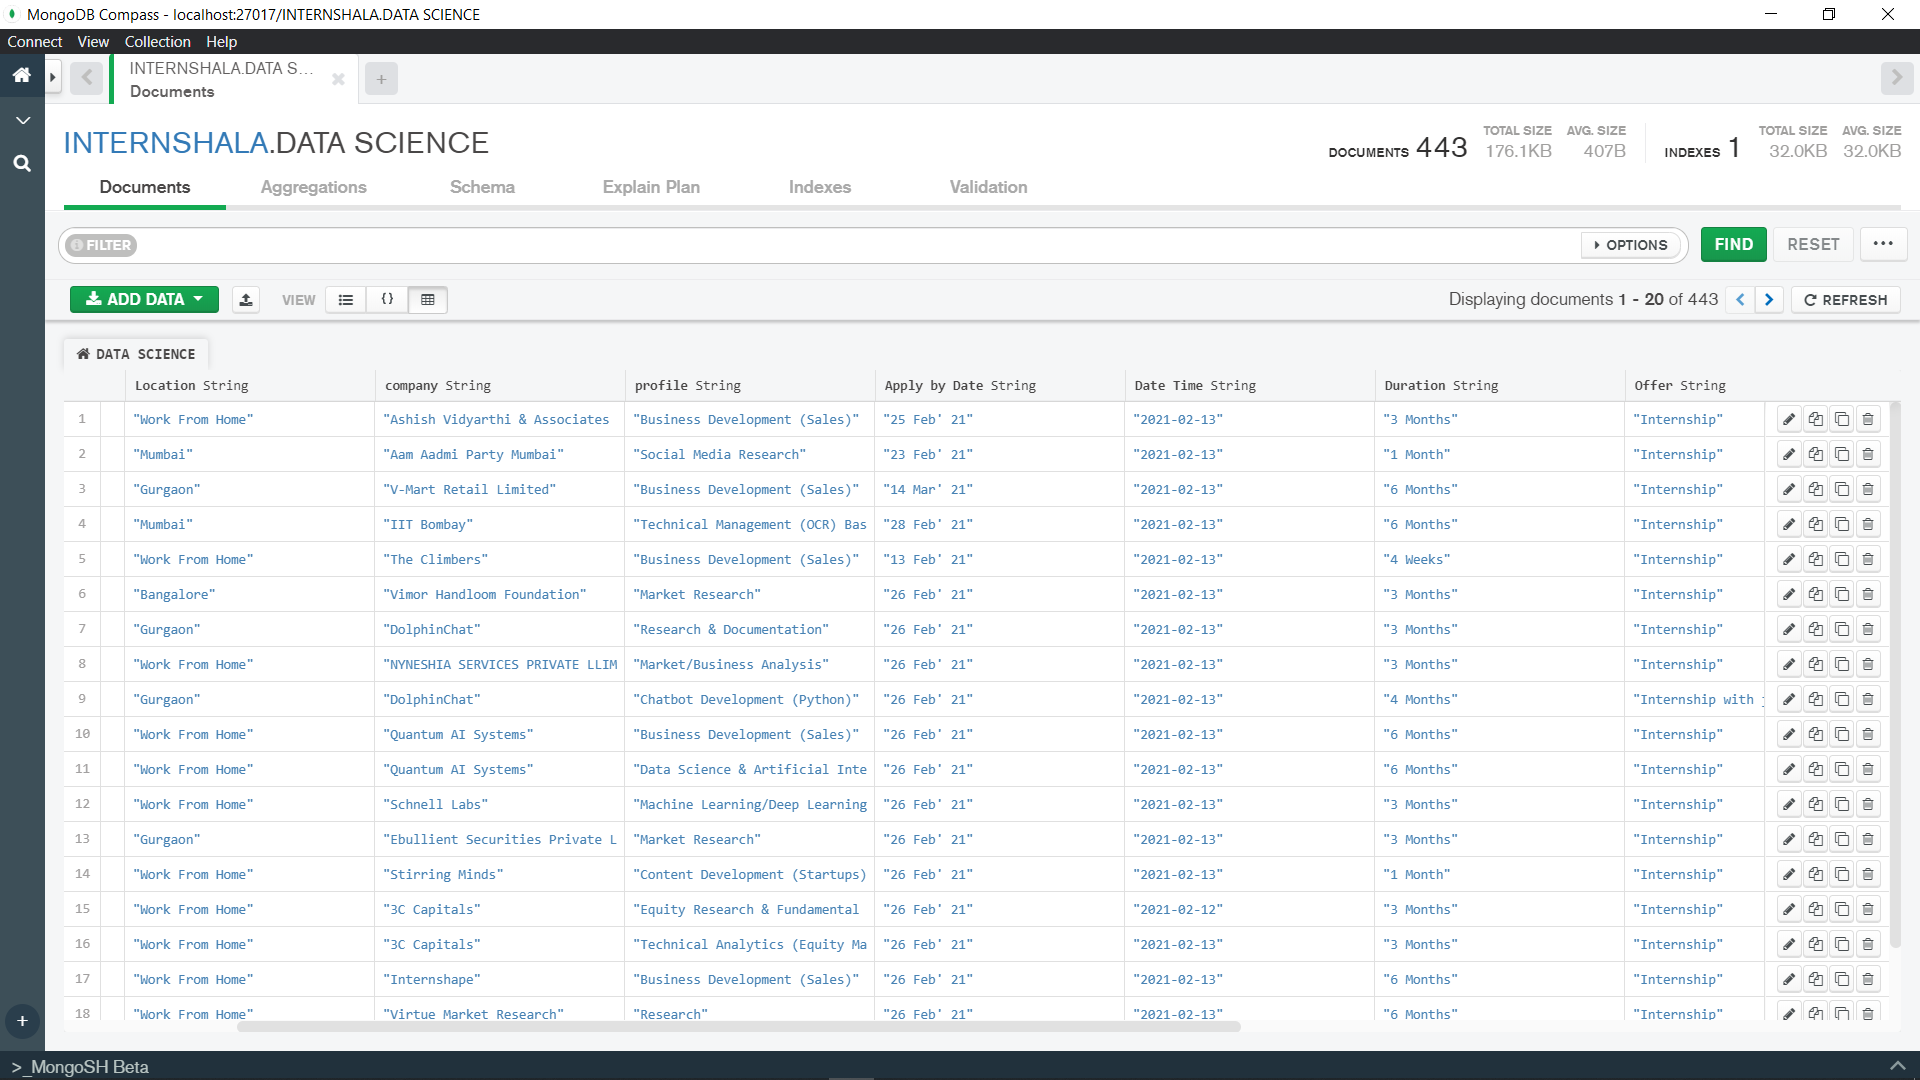 MongoDB Compass - localhost:27017/INTERNSHALA.DATA SCIENCE
Connect View Collection Help
INTERNSHALA.DATA S...
Documents
INTERNSHALA.DATA SCIENCE
DOCUMENTS 443 TOTAL SIZE 176.1KB AVG. SIZE 407B INDEXES 1 TOTAL SIZE 32.0KB AVG. SIZE 32.0KB
Documents Aggregations Schema Explain Plan Indexes Validation
FILTER OPTIONS FIND RESET ...
ADD DATA VIEW {} Displaying documents 1 - 20 of 443 < > REFRESH
DATA SCIENCE
Location String company String profile String Apply by Date String Date Time String Duration String Offer String
1 "Work From Home" "Ashish Vidyarthi & Associates "Business Development (Sales)" "25 Feb' 21" "2021-02-13" "3 Months" "Internship"
2 "Mumbai" "Aam Aadmi Party Mumbai" "Social Media Research" "23 Feb' 21" "2021-02-13" "1 Month" "Internship"
3 "Gurgaon" "V-Mart Retail Limited" "Business Development (Sales)" "14 Mar' 21" "2021-02-13" "6 Months" "Internship"
4 "Mumbai" "IIT Bombay" "Technical Management (OCR) Bas "28 Feb' 21" "2021-02-13" "6 Months" "Internship"
5 "Work From Home" "The Climbers" "Business Development (Sales)" "13 Feb' 21" "2021-02-13" "4 Weeks" "Internship"
6 "Bangalore" "Vimor Handloom Foundation" "Market Research" "26 Feb' 21" "2021-02-13" "3 Months" "Internship"
7 "Gurgaon" "DolphinChat" "Research & Documentation" "26 Feb' 21" "2021-02-13" "3 Months" "Internship"
8 "Work From Home" "NYNESHIA SERVICES PRIVATE LLIM "Market/Business Analysis" "26 Feb' 21" "2021-02-13" "3 Months" "Internship"
9 "Gurgaon" "DolphinChat" "Chatbot Development (Python)" "26 Feb' 21" "2021-02-13" "4 Months" "Internship with
10 "Work From Home" "Quantum AI Systems" "Business Development (Sales)" "26 Feb' 21" "2021-02-13" "6 Months" "Internship"
11 "Work From Home" "Quantum AI Systems" "Data Science & Artificial Inte "26 Feb' 21" "2021-02-13" "6 Months" "Internship"
12 "Work From Home" "Schnell Labs" "Machine Learning/Deep Learning "26 Feb' 21" "2021-02-13" "3 Months" "Internship"
13 "Gurgaon" "Ebullient Securities Private L "Market Research" "26 Feb' 21" "2021-02-13" "3 Months" "Internship"
14 "Work From Home" "Stirring Minds" "Content Development (Startups) "26 Feb' 21" "2021-02-13" "1 Month" "Internship"
15 "Work From Home" "3C Capitals" "Equity Research & Fundamental "26 Feb' 21" "2021-02-12" "3 Months" "Internship"
16 "Work From Home" "3C Capitals" "Technical Analytics (Equity Ma "26 Feb' 21" "2021-02-13" "3 Months" "Internship"
17 "Work From Home" "Internshape" "Business Development (Sales)" "26 Feb' 21" "2021-02-13" "6 Months" "Internship"
18 "Work From Home" "Virtue Market Research" "Research" "26 Feb' 21" "2021-02-13" "6 Months" "Internship"
>_MongoSH Beta